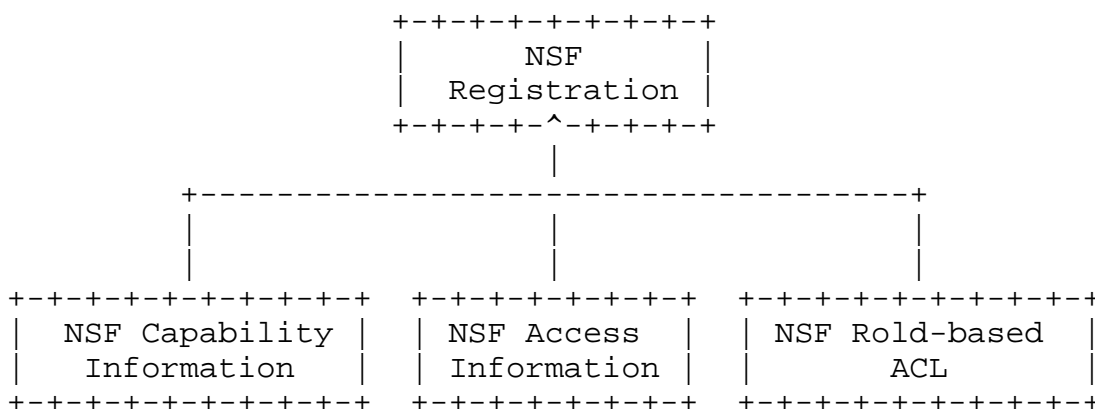 NSF
Registration
NSF Capability
Information
NSF Access
Information
NSF Rold-based
ACL